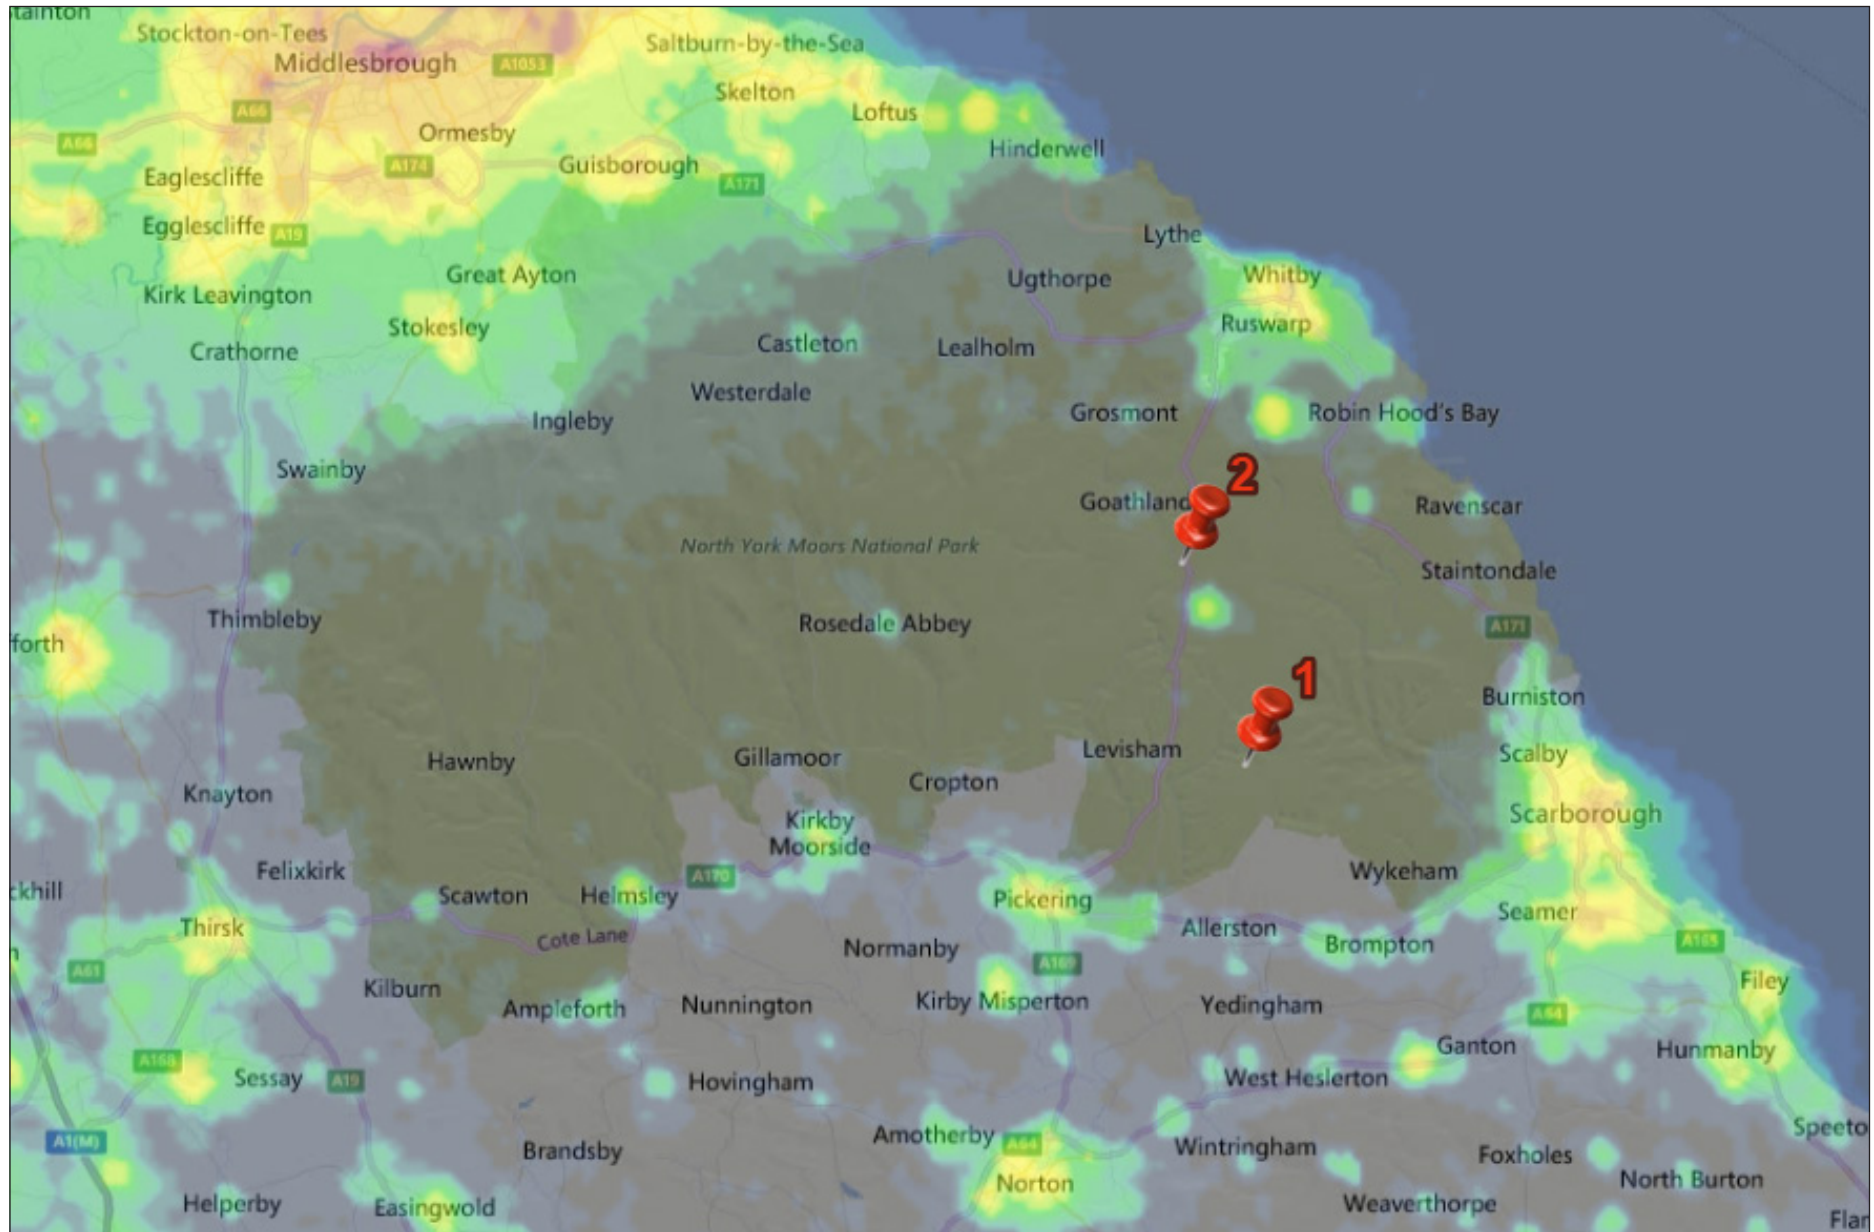 Stainton
Stockton-on-Tees
Saltburn-by-the-Sea
Middlesbrough
A1053
Skelton
A66
Loftus
Ormesby
A66
Hinderwell
A174
Guisborough
A171
Eaglescliffe
Egglescliffe
A19
Lythe
Great Ayton
Ugthorpe
Whitby
Kirk Leavington
Stokesley
Ruswarp
Crathorne
Castleton
Lealholm
Westerdale
Grosmont
Robin Hood's Bay
Ingleby
Swainby
2
Goathland
Ravenscar
North York Moors National Park
Staintondale
Thimbleby
Rosedale Abbey
A171
fforth
1
Burniston
Hawnby
Gillamoor
Levisham
Scalby
Cropton
Knayton
Kirkby
Moorside
Scarborough
Felixkirk
A170
Wykeham
ckhill
Scawton
Helmsley
Pickering
Seamer
Thirsk
Cote Lane
Normanby
Allerston
Brompton
A165
n
A61
A169
Kilburn
Ampleforth
Nunnington
Kirby Misperton
Yedingham
Filey
A64
Ganton
Hunmanby
A168
Sessay
A19
Hovingham
West Heslerton
A1(M)
Amotherby
A64
Speeto
Brandsby
Wintringham
Foxholes
Norton
North Burton
Helperby
Easingwold
Weaverthorpe
Flar